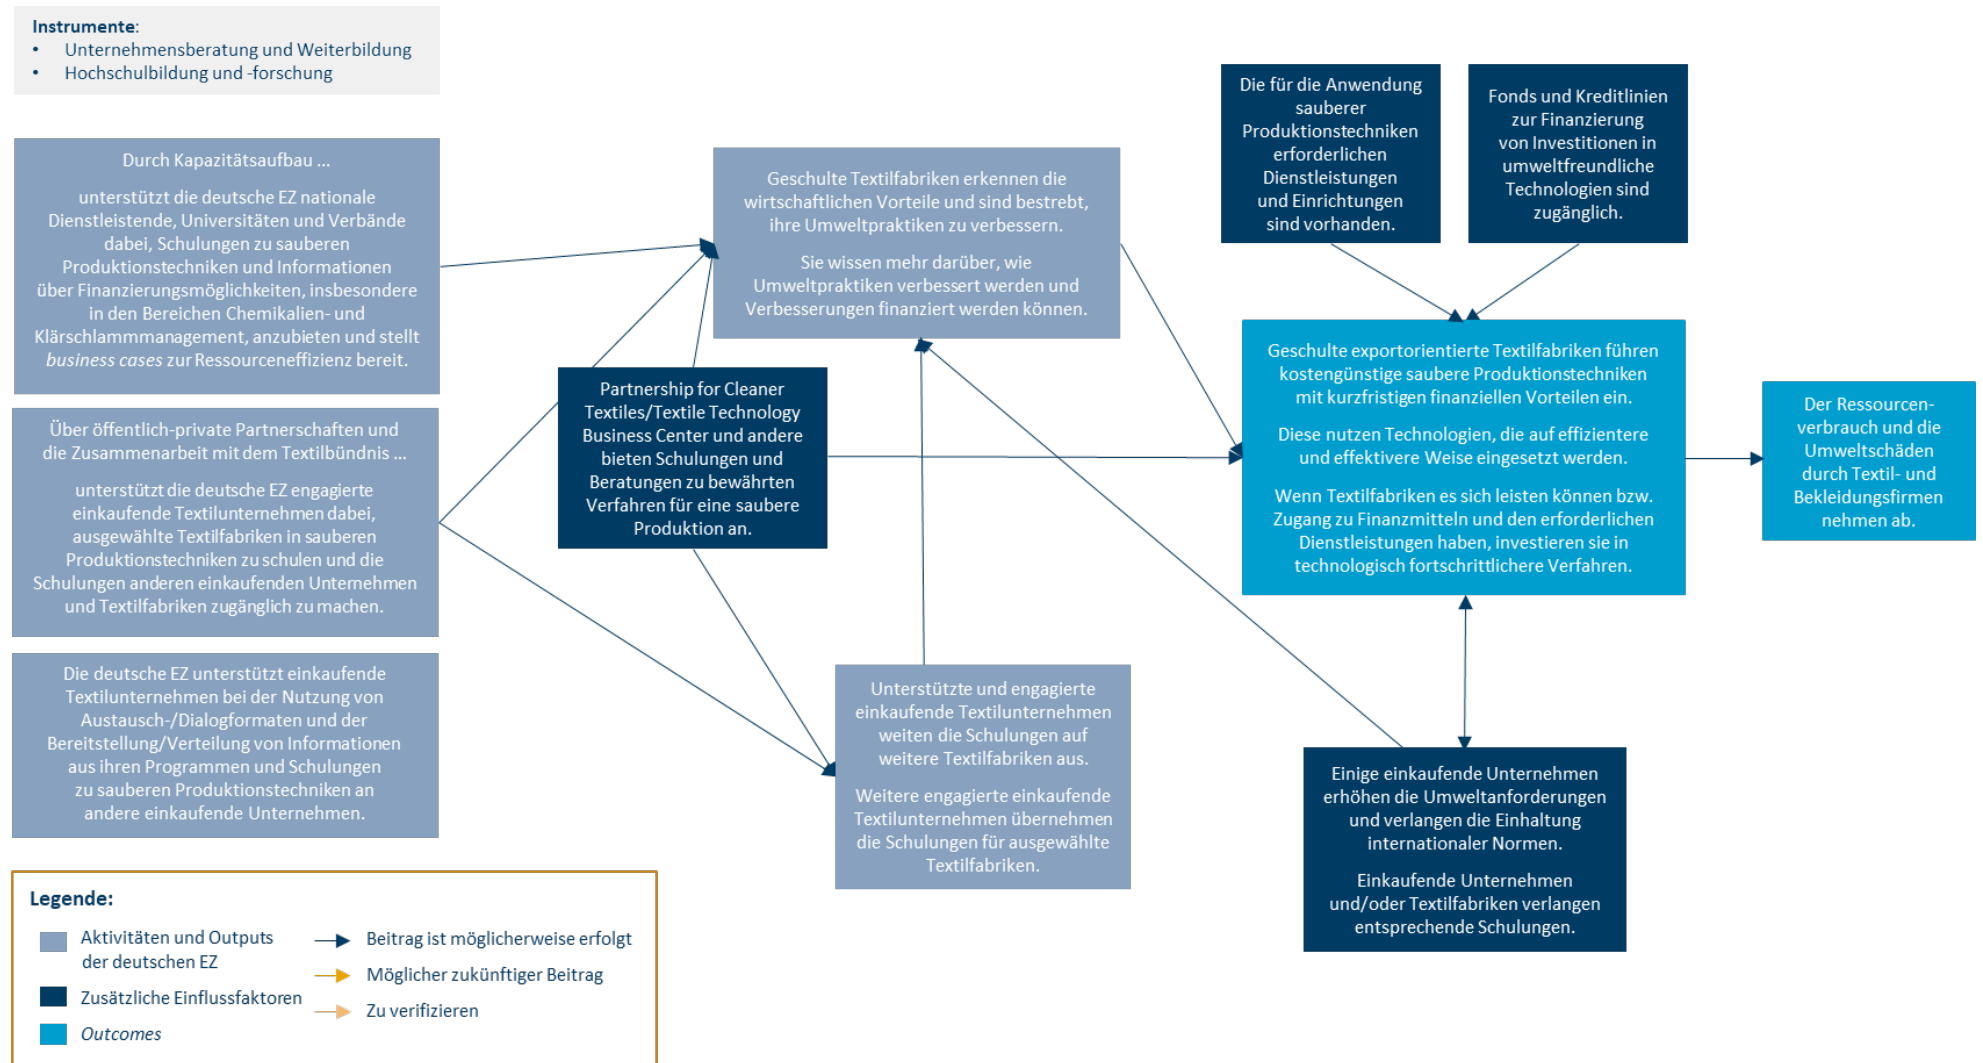 Instrumente:
• Unternehmensberatung und Weiterbildung
• Hochschulbildung und -forschung
Durch Kapazitätsaufbau ...
unterstützt die deutsche EZ nationale
Dienstleistende, Universitäten und Verbände
dabei, Schulungen zu sauberen
Produktionstechniken und Informationen
über Finanzierungsmöglichkeiten, insbesondere
in den Bereichen Chemikalien- und
Klärschlammmanagement, anzubieten und stellt
business cases zur Ressourceneffizienz bereit.
Über öffentlich-private Partnerschaften und
die Zusammenarbeit mit dem Textilbündnis ...
unterstützt die deutsche EZ engagierte
einkaufende Textilunternehmen dabei,
ausgewählte Textilfabriken in sauberen
Produktionstechniken zu schulen und die
Schulungen anderen einkaufenden Unternehmen
und Textilfabriken zugänglich zu machen.
Die deutsche EZ unterstützt einkaufende
Textilunternehmen bei der Nutzung von
Austausch-/Dialogformaten und der
Bereitstellung/Verteilung von Informationen
aus ihren Programmen und Schulungen
zu sauberen Produktionstechniken an
andere einkaufende Unternehmen.
Geschulte Textilfabriken erkennen die
wirtschaftlichen Vorteile und sind bestrebt,
ihre Umweltpraktiken zu verbessern.
Sie wissen mehr darüber, wie
Umweltpraktiken verbessert werden und
Verbesserungen finanziert werden können.
Partnership for Cleaner
Textiles/Textile Technology
Business Center und andere
bieten Schulungen und
Beratungen zu bewährten
Verfahren für eine saubere
Produktion an.
Unterstützte und engagierte
einkaufende Textilunternehmen
weiten die Schulungen auf
weitere Textilfabriken aus.
Weitere engagierte einkaufende
Textilunternehmen übernehmen
die Schulungen für ausgewählte
Textilfabriken.
Die für die Anwendung
sauberer
Produktionstechniken
erforderlichen
Dienstleistungen
und Einrichtungen
sind vorhanden.
Fonds und Kreditlinien
zur Finanzierung
von Investitionen in
umweltfreundliche
Technologien sind
zugänglich.
Geschulte exportorientierte Textilfabriken führen
kostengünstige saubere Produktionstechniken
mit kurzfristigen finanziellen Vorteilen ein.
Diese nutzen Technologien, die auf effizientere
und effektivere Weise eingesetzt werden.
Wenn Textilfabriken es sich leisten können bzw.
Zugang zu Finanzmitteln und den erforderlichen
Dienstleistungen haben, investieren sie in
technologisch fortschrittlichere Verfahren.
Der Ressourcen-
verbrauch und die
Umweltschäden
durch Textil- und
Bekleidungsfirmen
nehmen ab.
Einige einkaufende Unternehmen
erhöhen die Umweltanforderungen
und verlangen die Einhaltung
internationaler Normen.
Einkaufende Unternehmen
und/oder Textilfabriken verlangen
entsprechende Schulungen.
Legende:
Aktivitäten und Outputs
der deutschen EZ
Zusätzliche Einflussfaktoren
Outcomes
Beitrag ist möglicherweise erfolgt
Möglicher zukünftiger Beitrag
Zu verifizieren